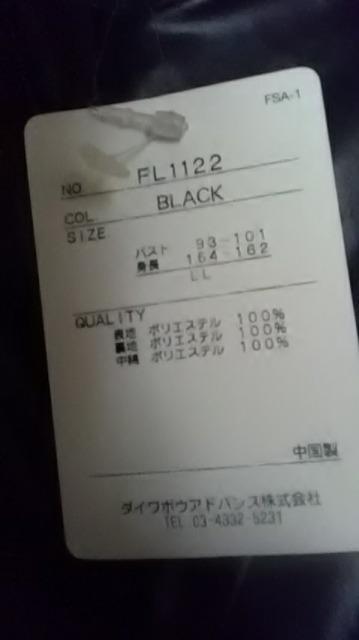 FSA-1
NO FL1122
COL BLACK
SIZE
バスト 93-101
身長 154-162
LL
QUALITY
表地 ポリエステル 100%
裏地 ポリエステル 100%
中綿 ポリエステル 100%
中国製
ダイワボウアドバンス株式会社
TEL 03-4332-5231